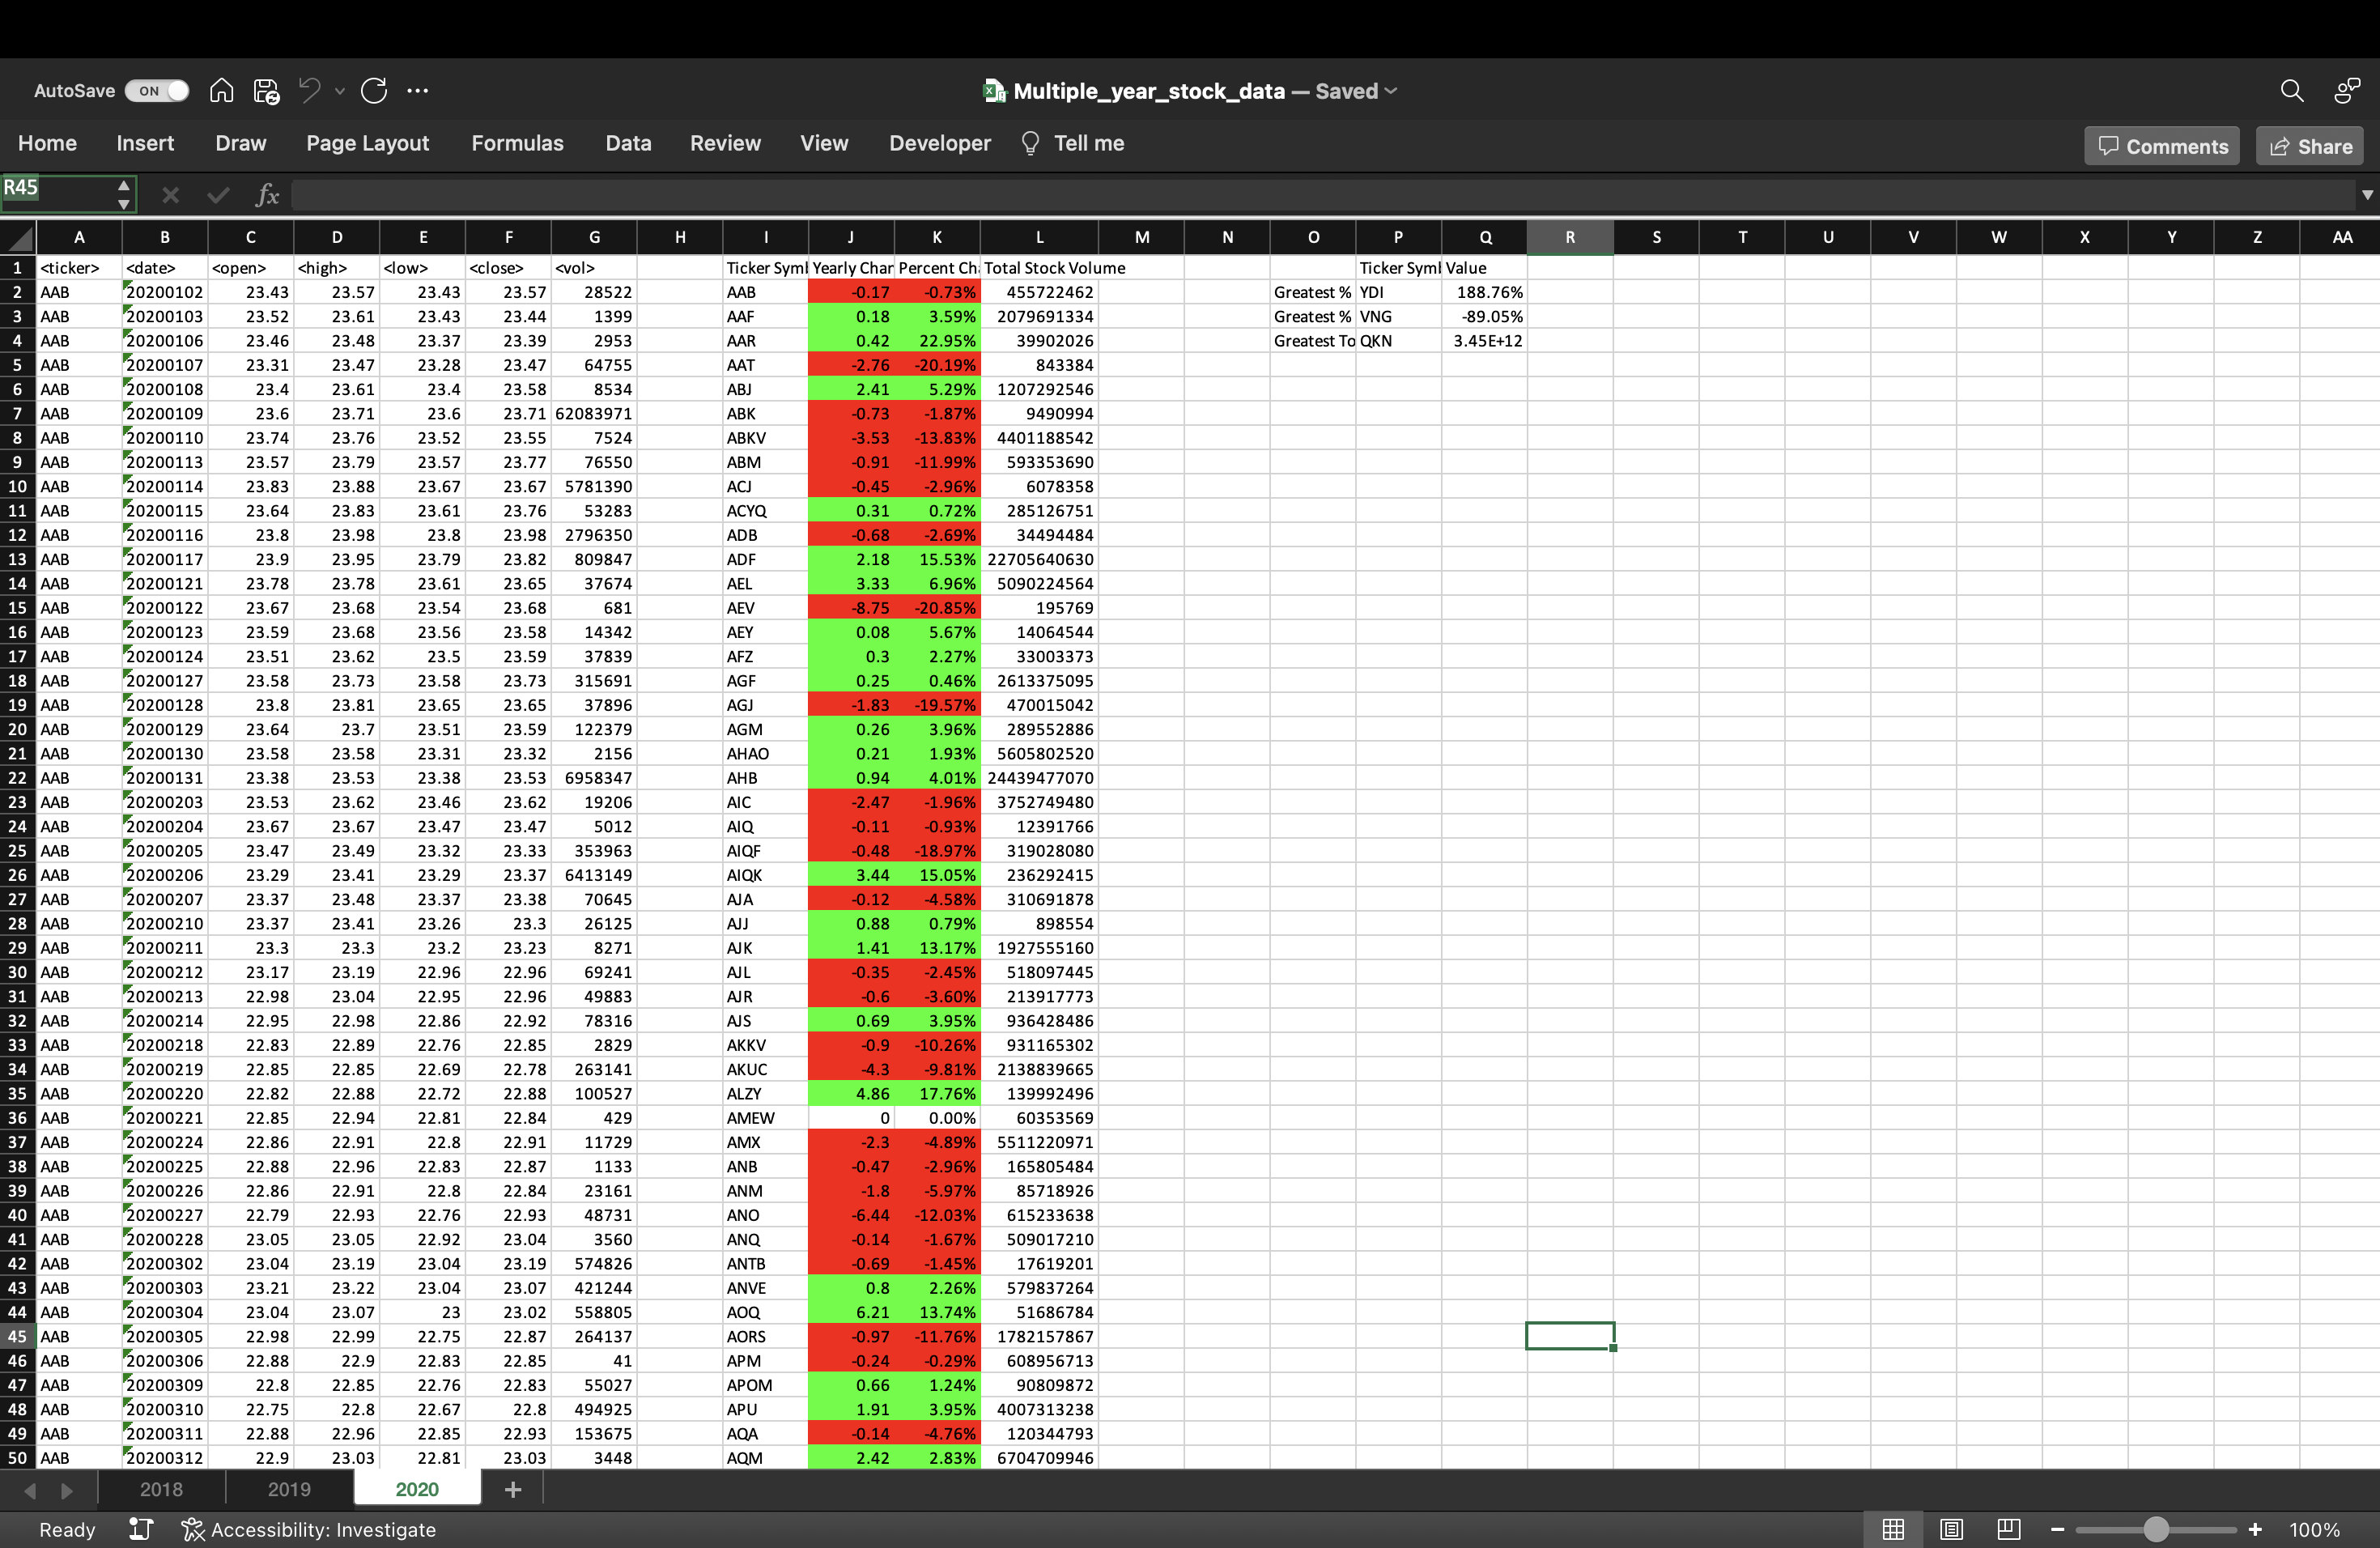 AutoSave ON Multiple_year_stock_data — Saved
Home Insert Draw Page Layout Formulas Data Review View Developer Tell me Comments Share
R45 fx
A B C D E F G H I J K L M N O P Q R S T U V W X Y Z AA
1 <ticker> <date> <open> <high> <low> <close> <vol> Ticker Syml Yearly Char Percent Ch Total Stock Volume Ticker Syml Value
2 AAB 20200102 23.43 23.57 23.43 23.57 28522 AAB -0.17 -0.73% 455722462 Greatest % YDI 188.76%
3 AAB 20200103 23.52 23.61 23.43 23.44 1399 AAF 0.18 3.59% 2079691334 Greatest % VNG -89.05%
4 AAB 20200106 23.46 23.48 23.37 23.39 2953 AAR 0.42 22.95% 39902026 Greatest To QKN 3.45E+12
5 AAB 20200107 23.31 23.47 23.28 23.47 64755 AAT -2.76 -20.19% 843384
6 AAB 20200108 23.4 23.61 23.4 23.58 8534 ABJ 2.41 5.29% 1207292546
7 AAB 20200109 23.6 23.71 23.6 23.71 62083971 ABK -0.73 -1.87% 9490994
8 AAB 20200110 23.74 23.76 23.52 23.55 7524 ABKV -3.53 -13.83% 4401188542
9 AAB 20200113 23.57 23.79 23.57 23.77 76550 ABM -0.91 -11.99% 593353690
10 AAB 20200114 23.83 23.88 23.67 23.67 5781390 ACJ -0.45 -2.96% 6078358
11 AAB 20200115 23.64 23.83 23.61 23.76 53283 ACYQ 0.31 0.72% 285126751
12 AAB 20200116 23.8 23.98 23.8 23.98 2796350 ADB -0.68 -2.69% 34494484
13 AAB 20200117 23.9 23.95 23.79 23.82 809847 ADF 2.18 15.53% 22705640630
14 AAB 20200121 23.78 23.78 23.61 23.65 37674 AEL 3.33 6.96% 5090224564
15 AAB 20200122 23.67 23.68 23.54 23.68 681 AEV -8.75 -20.85% 195769
16 AAB 20200123 23.59 23.68 23.56 23.58 14342 AEY 0.08 5.67% 14064544
17 AAB 20200124 23.51 23.62 23.5 23.59 37839 AFZ 0.3 2.27% 33003373
18 AAB 20200127 23.58 23.73 23.58 23.73 315691 AGF 0.25 0.46% 2613375095
19 AAB 20200128 23.8 23.81 23.65 23.65 37896 AGJ -1.83 -19.57% 470015042
20 AAB 20200129 23.64 23.7 23.51 23.59 122379 AGM 0.26 3.96% 289552886
21 AAB 20200130 23.58 23.58 23.31 23.32 2156 AHAO 0.21 1.93% 5605802520
22 AAB 20200131 23.38 23.53 23.38 23.53 6958347 AHB 0.94 4.01% 24439477070
23 AAB 20200203 23.53 23.62 23.46 23.62 19206 AIC -2.47 -1.96% 3752749480
24 AAB 20200204 23.67 23.67 23.47 23.47 5012 AIQ -0.11 -0.93% 12391766
25 AAB 20200205 23.47 23.49 23.32 23.33 353963 AIQF -0.48 -18.97% 319028080
26 AAB 20200206 23.29 23.41 23.29 23.37 6413149 AIQK 3.44 15.05% 236292415
27 AAB 20200207 23.37 23.48 23.37 23.38 70645 AJA -0.12 -4.58% 310691878
28 AAB 20200210 23.37 23.41 23.26 23.3 26125 AJJ 0.88 0.79% 898554
29 AAB 20200211 23.3 23.3 23.2 23.23 8271 AJK 1.41 13.17% 1927555160
30 AAB 20200212 23.17 23.19 22.96 22.96 69241 AJL -0.35 -2.45% 518097445
31 AAB 20200213 22.98 23.04 22.95 22.96 49883 AJR -0.6 -3.60% 213917773
32 AAB 20200214 22.95 22.98 22.86 22.92 78316 AJS 0.69 3.95% 936428486
33 AAB 20200218 22.83 22.89 22.76 22.85 2829 AKKV -0.9 -10.26% 931165302
34 AAB 20200219 22.85 22.85 22.69 22.78 263141 AKUC -4.3 -9.81% 2138839665
35 AAB 20200220 22.82 22.88 22.72 22.88 100527 ALZY 4.86 17.76% 139992496
36 AAB 20200221 22.85 22.94 22.81 22.84 429 AMEW 0 0.00% 60353569
37 AAB 20200224 22.86 22.91 22.8 22.91 11729 AMX -2.3 -4.89% 5511220971
38 AAB 20200225 22.88 22.96 22.83 22.87 1133 ANB -0.47 -2.96% 165805484
39 AAB 20200226 22.86 22.91 22.8 22.84 23161 ANM -1.8 -5.97% 85718926
40 AAB 20200227 22.79 22.93 22.76 22.93 48731 ANO -6.44 -12.03% 615233638
41 AAB 20200228 23.05 23.05 22.92 23.04 3560 ANQ -0.14 -1.67% 509017210
42 AAB 20200302 23.04 23.19 23.04 23.19 574826 ANTB -0.69 -1.45% 17619201
43 AAB 20200303 23.21 23.22 23.04 23.07 421244 ANVE 0.8 2.26% 579837264
44 AAB 20200304 23.04 23.07 23 23.02 558805 AOQ 6.21 13.74% 51686784
45 AAB 20200305 22.98 22.99 22.75 22.87 264137 AORS -0.97 -11.76% 1782157867
46 AAB 20200306 22.88 22.9 22.83 22.85 41 APM -0.24 -0.29% 608956713
47 AAB 20200309 22.8 22.85 22.76 22.83 55027 APOM 0.66 1.24% 90809872
48 AAB 20200310 22.75 22.8 22.67 22.8 494925 APU 1.91 3.95% 4007313238
49 AAB 20200311 22.88 22.96 22.85 22.93 153675 AQA -0.14 -4.76% 120344793
50 AAB 20200312 22.9 23.03 22.81 23.03 3448 AQM 2.42 2.83% 6704709946
2018 2019 2020 +
Ready Accessibility: Investigate 100%